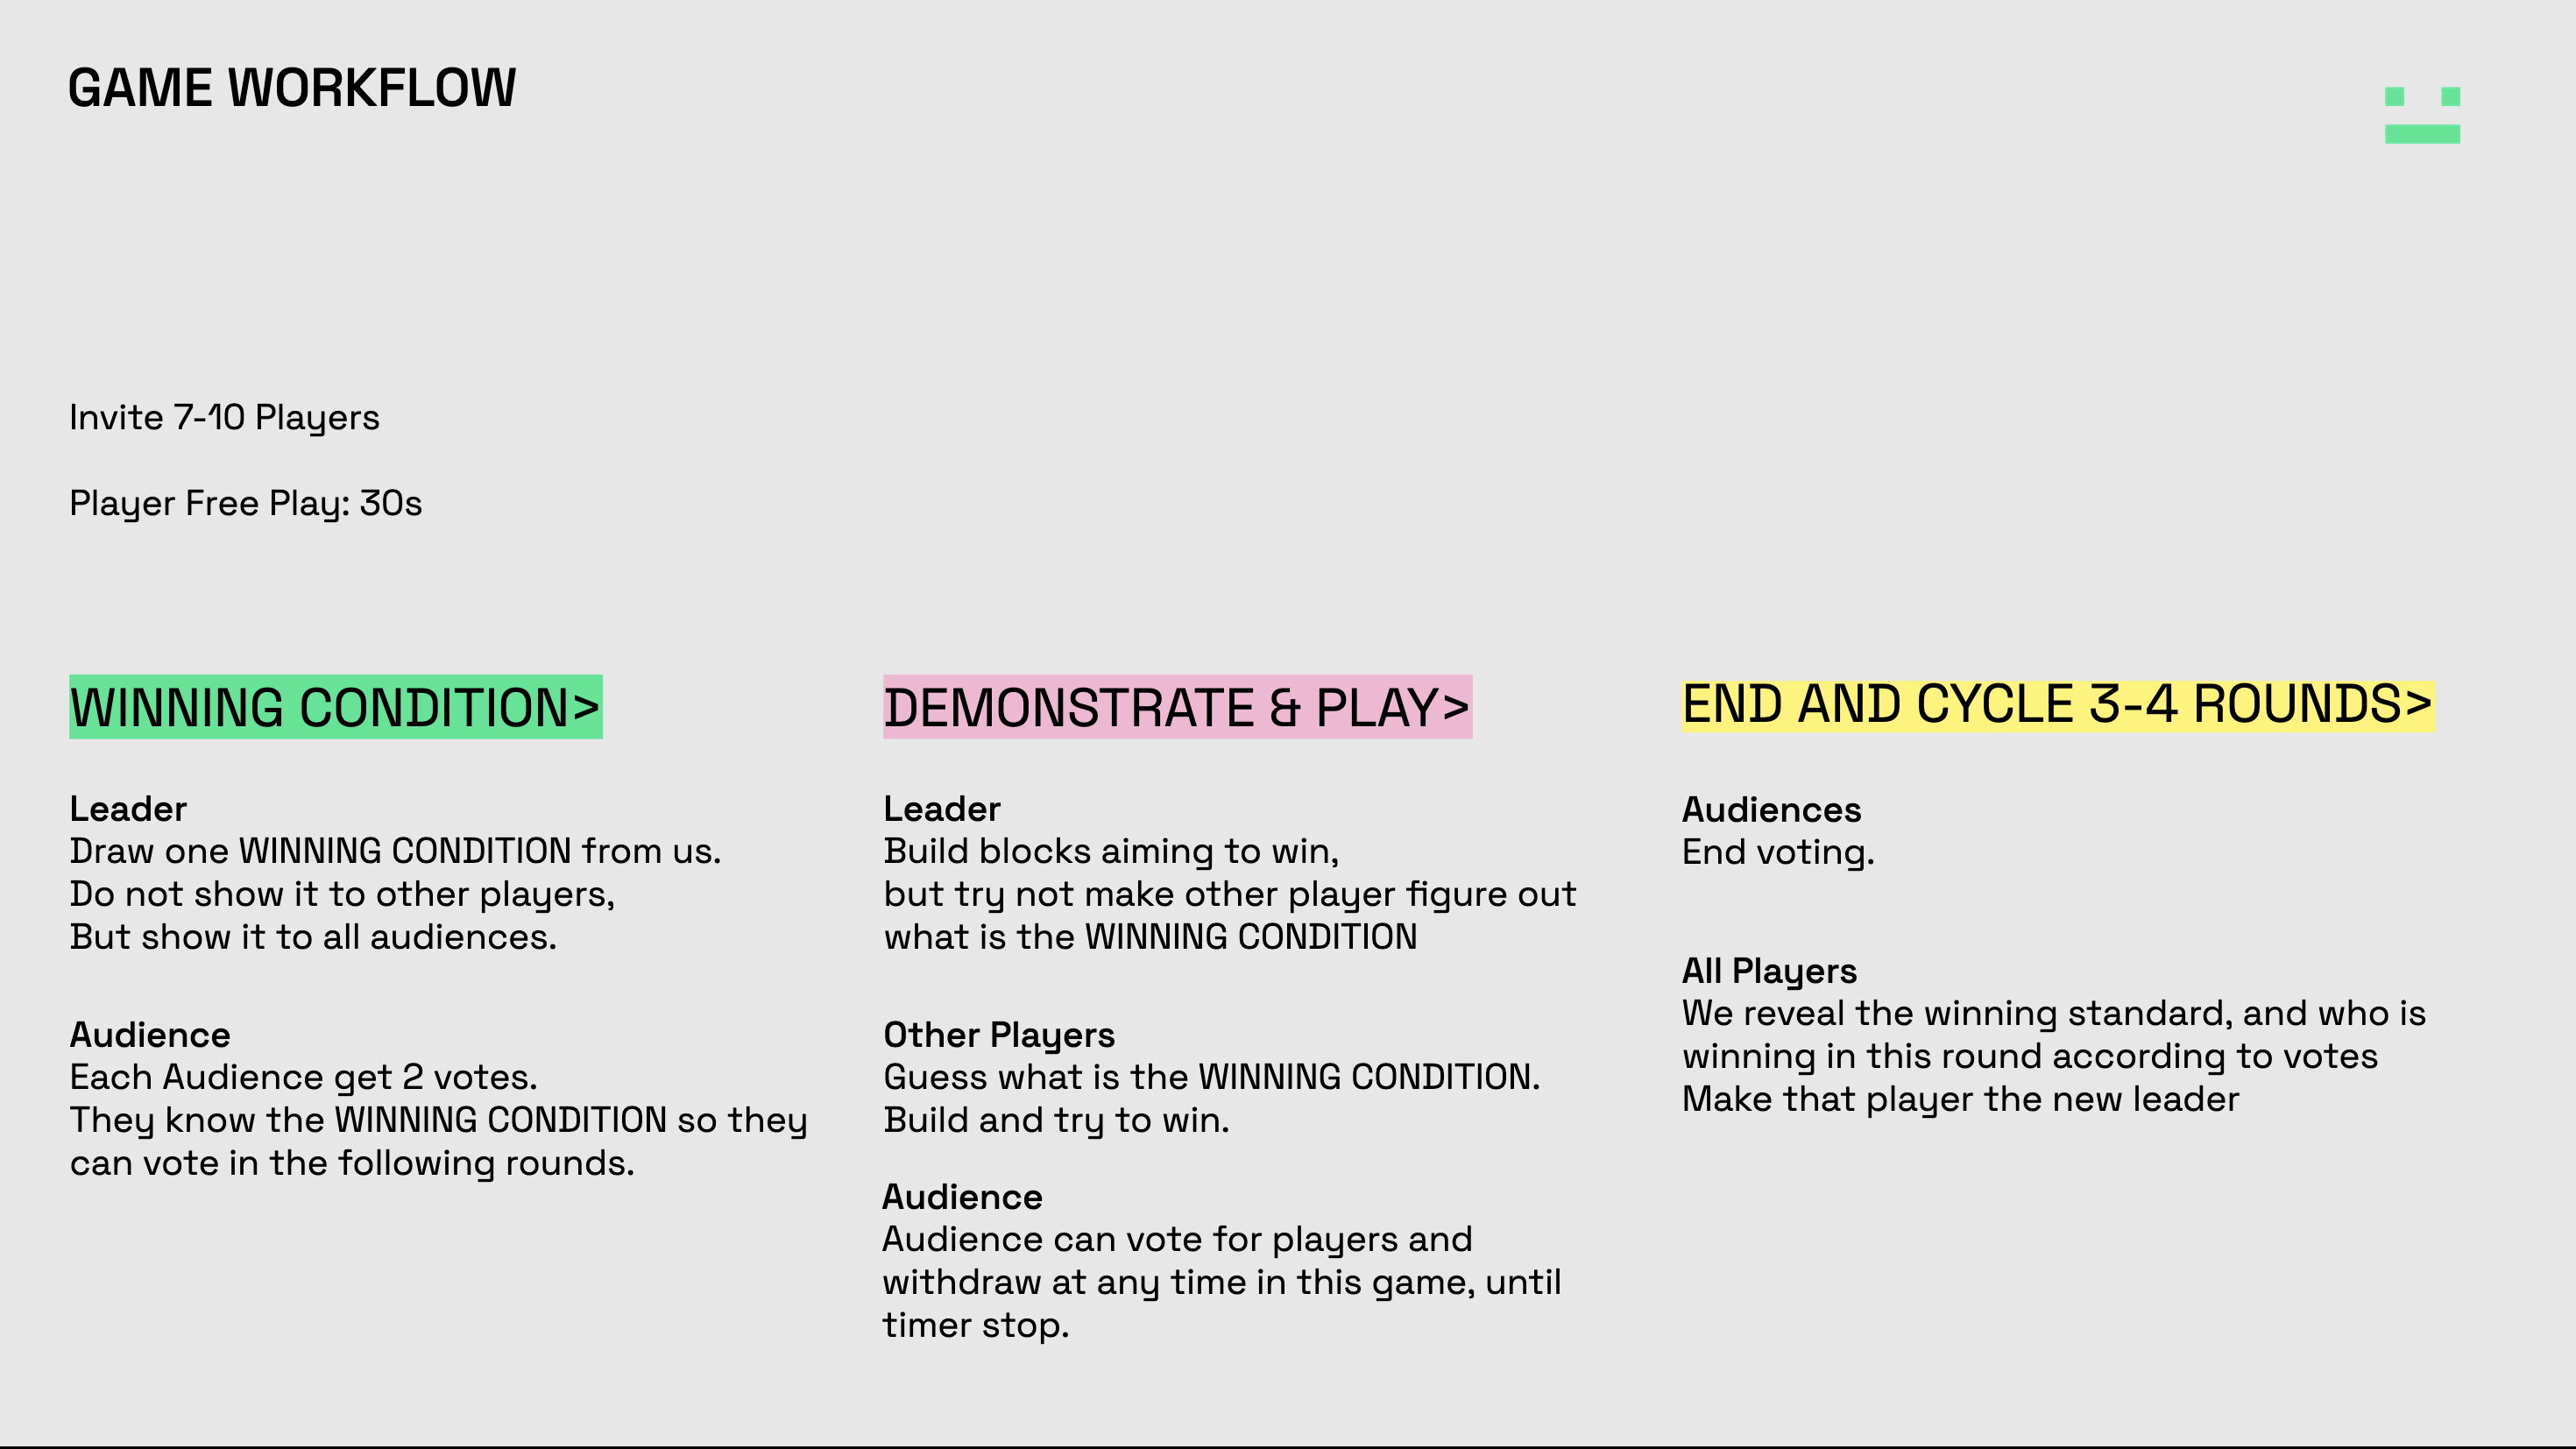 GAME WORKFLOW
Invite 7-10 Players
Player Free Play: 30s
WINNING CONDITION>
Leader
Draw one WINNING CONDITION from us.
Do not show it to other players,
But show it to all audiences.
Audience
Each Audience get 2 votes.
They know the WINNING CONDITION so they
can vote in the following rounds.
DEMONSTRATE & PLAY>
Leader
Build blocks aiming to win,
but try not make other player figure out
what is the WINNING CONDITION
Other Players
Guess what is the WINNING CONDITION.
Build and try to win.
Audience
Audience can vote for players and
withdraw at any time in this game, until
timer stop.
END AND CYCLE 3-4 ROUNDS>
Audiences
End voting.
All Players
We reveal the winning standard, and who is
winning in this round according to votes
Make that player the new leader